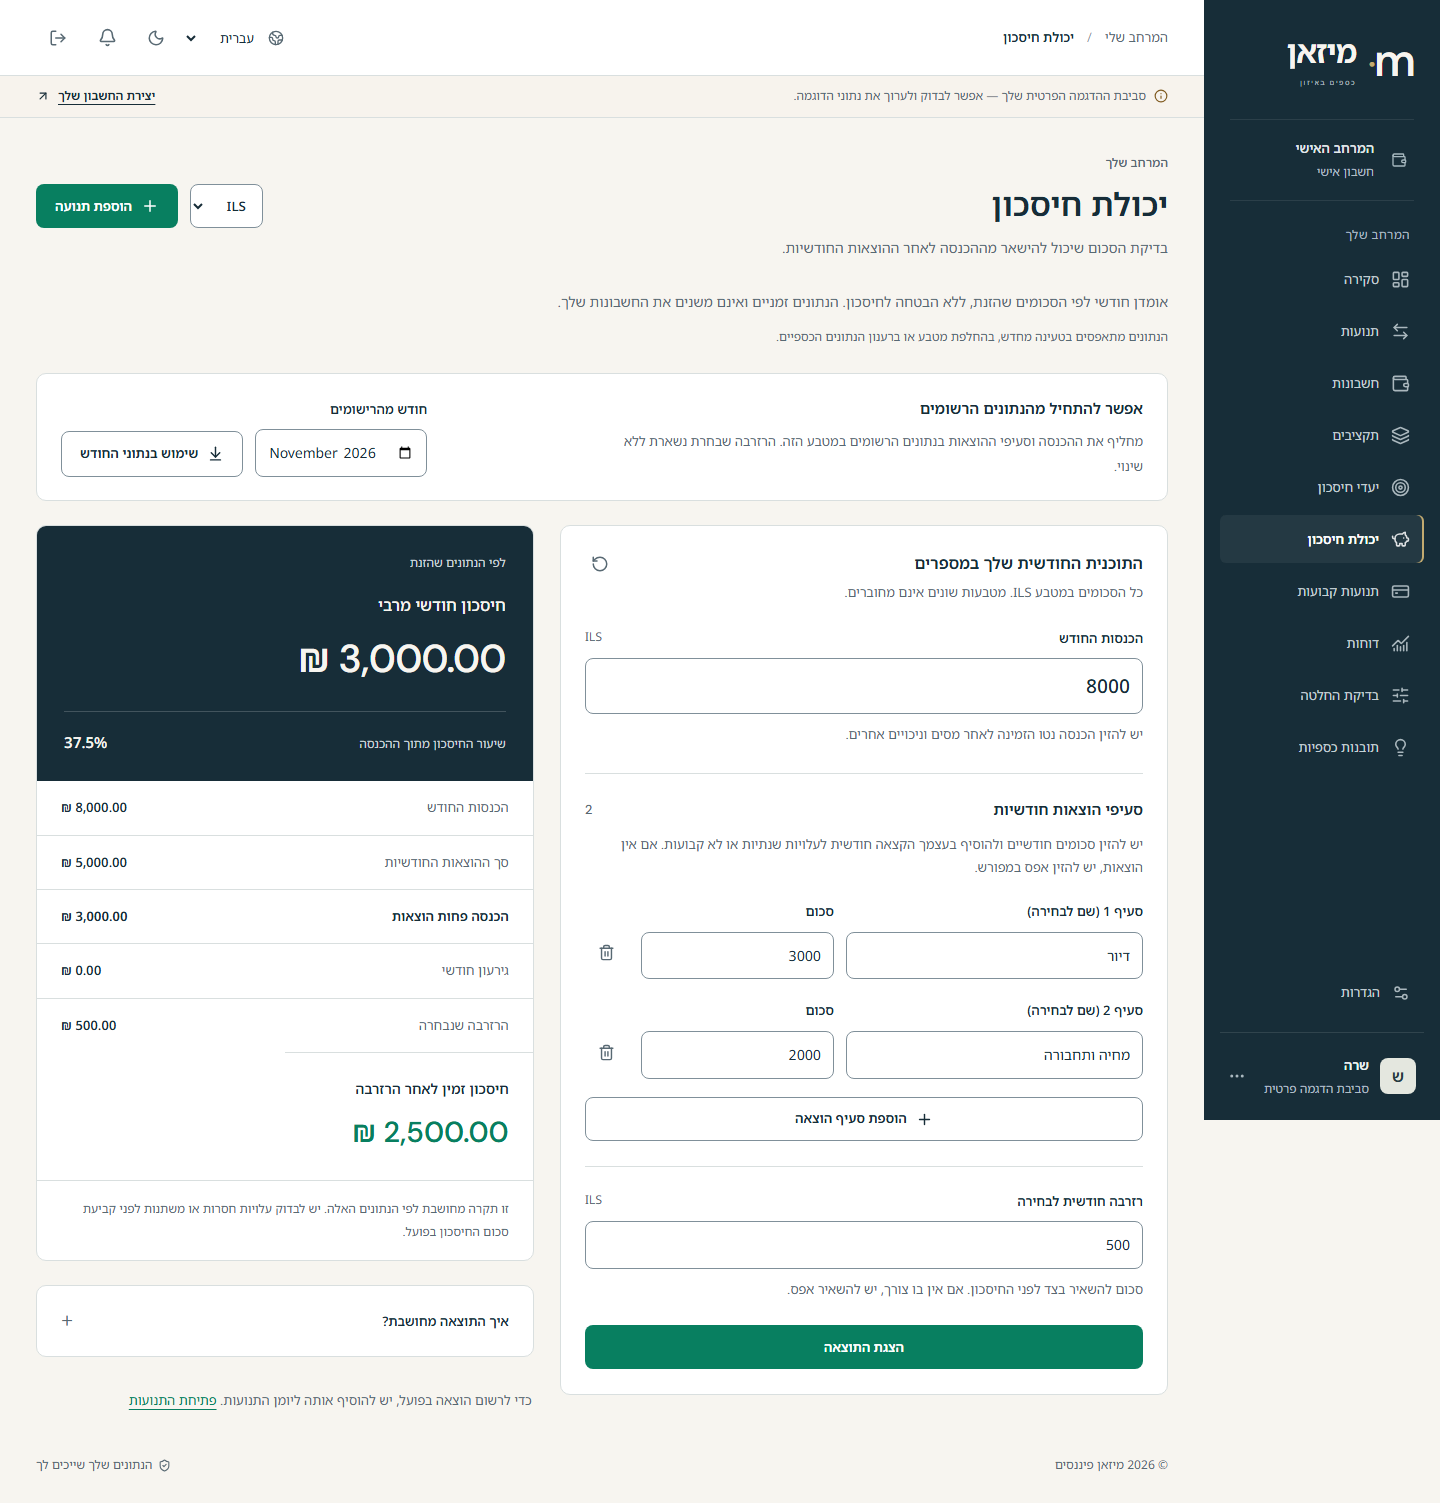 m
מיזאן
כספים באיזון
המרחב האישי
חשבון אישי
המרחב שלך
סקירה
תנועות
חשבונות
תקציבים
יעדי חיסכון
יכולת חיסכון
תנועות קבועות
דוחות
בדיקת החלטה
תובנות כספיות
הגדרות
ש
שרה
סביבת הדגמה פרטית
המרחב שלי / יכולת חיסכון
עברית
סביבת ההדגמה הפרטית שלך — אפשר לבדוק ולערוך את נתוני הדוגמה.
יצירת החשבון שלך
המרחב שלך
יכולת חיסכון
ILS
הוספת תנועה
בדיקת הסכום שיכול להישאר מההכנסה לאחר ההוצאות החודשיות.
אומדן חודשי לפי הסכומים שהזנת, ללא הבטחה לחיסכון. הנתונים זמניים ואינם משנים את החשבונות שלך.
הנתונים מתאפסים בטעינה מחדש, בהחלפת מטבע או ברענון הנתונים הכספיים.
אפשר להתחיל מהנתונים הרשומים
מחליף את ההכנסה וסעיפי ההוצאות בנתונים הרשומים במטבע הזה. הרזרבה שבחרת נשארת ללא
שינוי.
חודש מהרישומים
November 2026
שימוש בנתוני החודש
התוכנית החודשית שלך במספרים
כל הסכומים במטבע ILS. מטבעות שונים אינם מחוברים.
הכנסות החודש
ILS
8000
יש להזין הכנסה נטו הזמינה לאחר מסים וניכויים אחרים.
סעיפי הוצאות חודשיות
2
יש להזין סכומים חודשיים ולהוסיף בעצמך הקצאה חודשית לעלויות שנתיות או לא קבועות. אם אין
הוצאות, יש להזין אפס במפורש.
סעיף 1 (שם לבחירה)
סכום
דיור
3000
סעיף 2 (שם לבחירה)
סכום
מחיה ותחבורה
2000
הוספת סעיף הוצאה
רזרבה חודשית לבחירה
ILS
500
סכום להשאיר בצד לפני החיסכון. אם אין בו צורך, יש להשאיר אפס.
הצגת התוצאה
לפי הנתונים שהזנת
חיסכון חודשי מרבי
3,000.00 ₪
שיעור החיסכון מתוך ההכנסה
37.5%
הכנסות החודש
8,000.00 ₪
סך ההוצאות החודשיות
5,000.00 ₪
הכנסה פחות הוצאות
3,000.00 ₪
גירעון חודשי
0.00 ₪
הרזרבה שנבחרה
500.00 ₪
חיסכון זמין לאחר הרזרבה
2,500.00 ₪
זו תקרה מחושבת לפי הנתונים האלה. יש לבדוק עלויות חסרות או משתנות לפני קביעת
סכום החיסכון בפועל.
איך התוצאה מחושבת?
כדי לרשום הוצאה בפועל, יש להוסיף אותה ליומן התנועות. פתיחת התנועות
© 2026 מיזאן פיננסים
הנתונים שלך שייכים לך